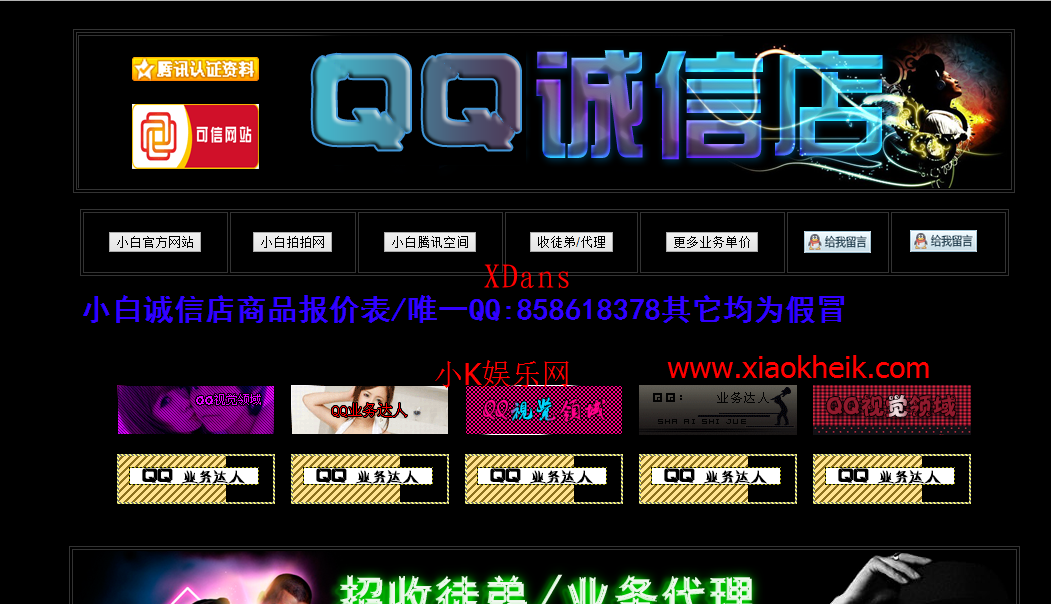 腾讯认证资料
可信网站
QQ诚信店
小白官方网站 小白拍拍网 小白腾讯空间 收徒弟/代理 更多业务单价 给我留言 给我留言
XDans
小白诚信店商品报价表/唯一QQ:858618378其它均为假冒
小K娱乐网 www.xiaokheik.com
QQ视觉领域 QQ业务达人 QQ视觉领域 QQ: 业务达人 QQ视觉领域
SHA RI SHI JUE
QQ 业务达人 QQ 业务达人 QQ 业务达人 QQ 业务达人 QQ 业务达人
招收徒弟/业务代理